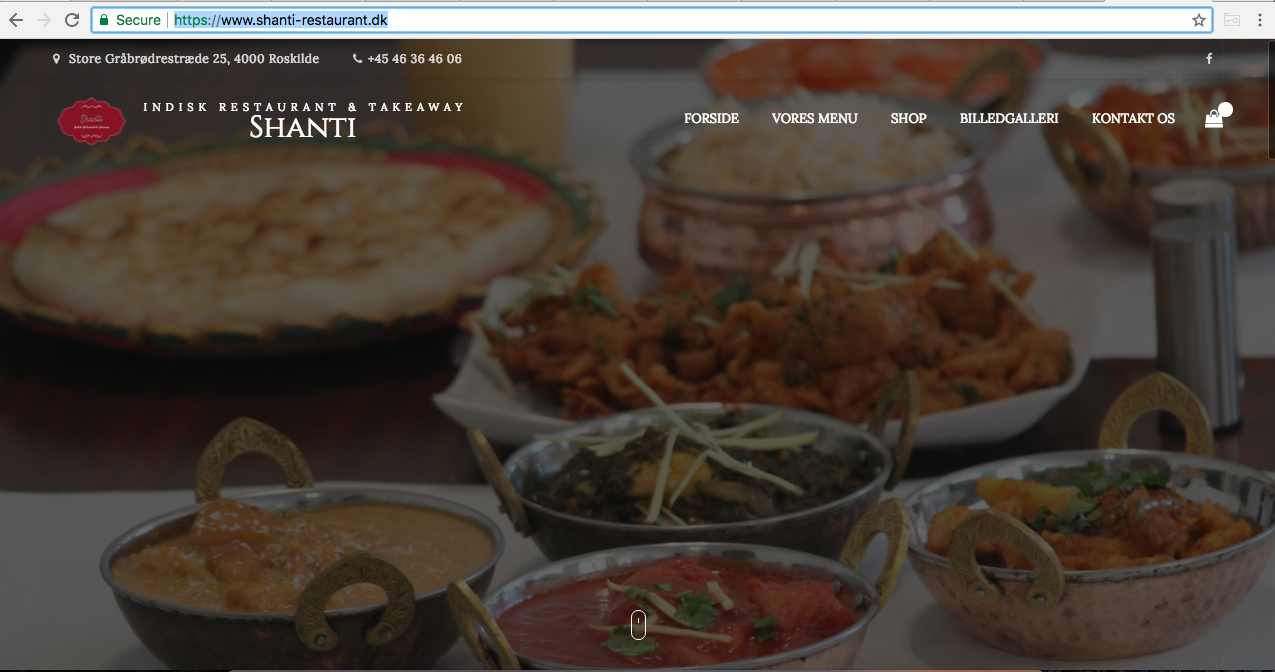 Secure https://www.shanti-restaurant.dk
Store Gråbrødrestræde 25, 4000 Roskilde +45 46 36 46 06 f
INDISK RESTAURANT & TAKEAWAY
SHANTI
Shanti
FORSIDE VORES MENU SHOP BILLEDGALLERI KONTAKT OS